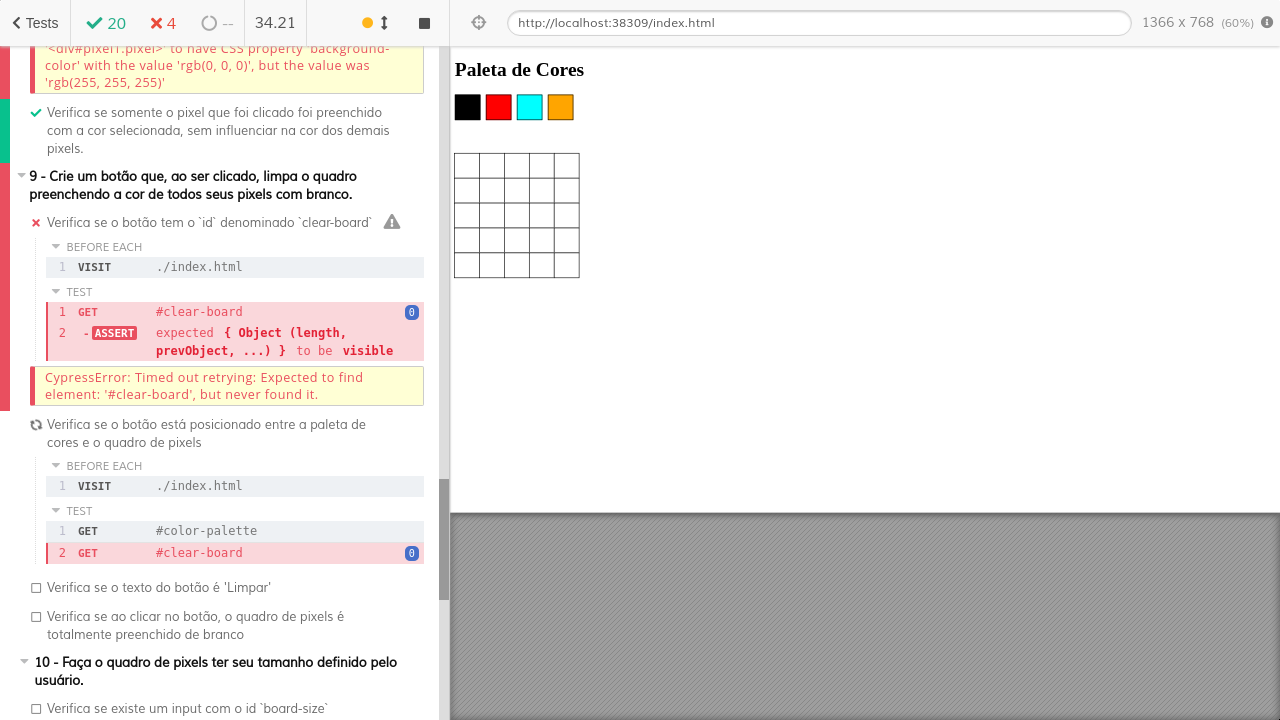 Tests 20 4 -- 34.21 http://localhost:38309/index.html 1366 x 768 (60%)
'<div#pixel1.pixel>' to have CSS property 'background-
color' with the value 'rgb(0, 0, 0)', but the value was
'rgb(255, 255, 255)'
Verifica se somente o pixel que foi clicado foi preenchido
com a cor selecionada, sem influenciar na cor dos demais
pixels.
9 - Crie um botão que, ao ser clicado, limpa o quadro
preenchendo a cor de todos seus pixels com branco.
Verifica se o botão tem o `id` denominado `clear-board`
BEFORE EACH
1 VISIT ./index.html
TEST
1 GET #clear-board 0
2 -ASSERT expected { Object (length,
prevObject, ...) } to be visible
CypressError: Timed out retrying: Expected to find
element: '#clear-board', but never found it.
Verifica se o botão está posicionado entre a paleta de
cores e o quadro de pixels
BEFORE EACH
1 VISIT ./index.html
TEST
1 GET #color-palette
2 GET #clear-board 0
Verifica se o texto do botão é 'Limpar'
Verifica se ao clicar no botão, o quadro de pixels é
totalmente preenchido de branco
10 - Faça o quadro de pixels ter seu tamanho definido pelo
usuário.
Verifica se existe um input com o id `board-size`
Paleta de Cores